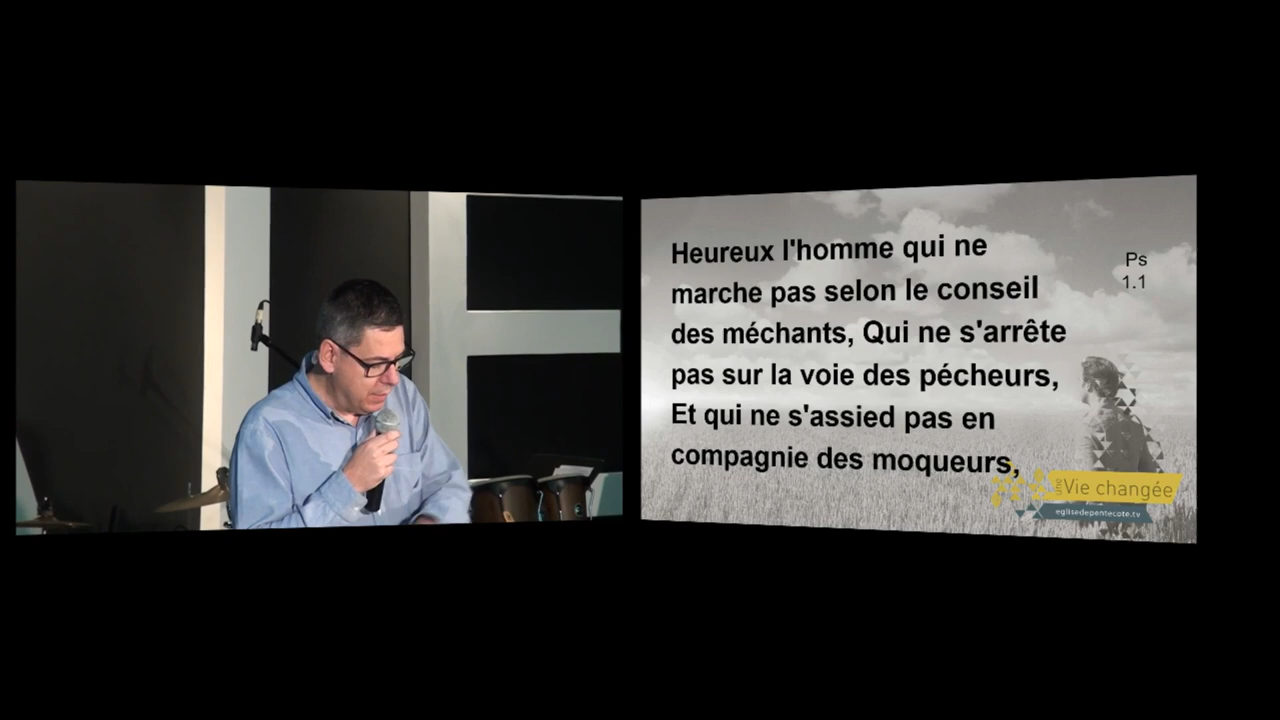 Heureux l'homme qui ne
marche pas selon le conseil
des méchants, Qui ne s'arrête
pas sur la voie des pécheurs,
Et qui ne s'assied pas en
compagnie des moqueurs,
Ps
1.1
une
Vie changée
eglisedepentecote.tv